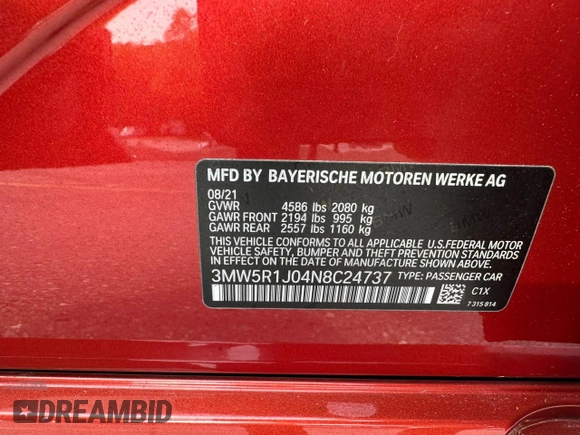 MFD BY BAYERISCHE MOTOREN WERKE AG
08/21
GVWR 4586 lbs 2080 kg
GAWR FRONT 2194 lbs 995 kg
GAWR REAR 2557 lbs 1160 kg
THIS VEHICLE CONFORMS TO ALL APPLICABLE U.S.FEDERAL MOTOR
VEHICLE SAFETY, BUMPER, AND THEFT PREVENTION STANDARDS
IN EFFECT ON THE DATE OF MANUFACTURE SHOWN ABOVE.
3MW5R1J04N8C24737 TYPE: PASSENGER CAR
C1X
7 315 814
DREAMBID